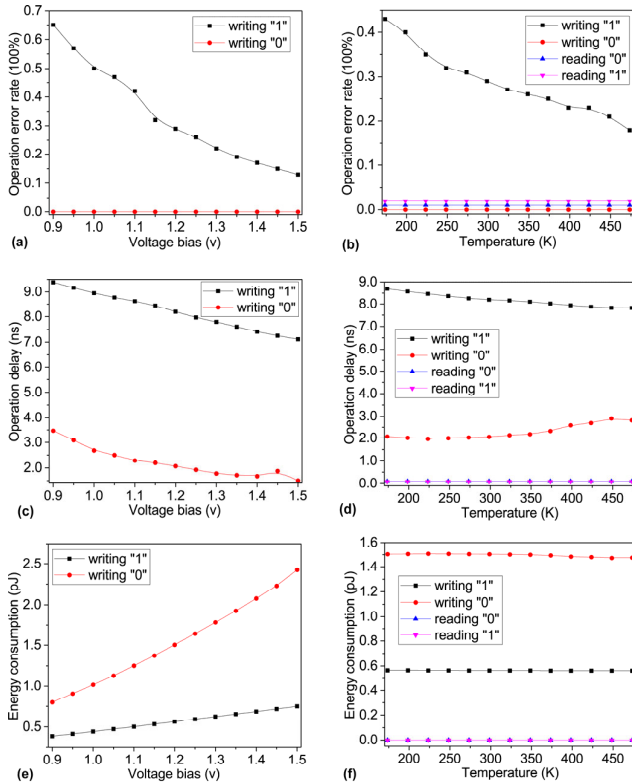 Operation error rate (100%)
0.7
0.6
0.5
0.4
0.3
0.2
0.1
0.0
writing "1"
writing "0"
0.9 1.0 1.1 1.2 1.3 1.4 1.5
(a) Voltage bias (v)
Operation error rate (100%)
0.4
0.2
0.0
writing "1"
writing "0"
reading "0"
reading "1"
200 250 300 350 400 450
(b) Temperature (K)
Operation delay (ns)
9.0
8.0
7.0
6.0
5.0
4.0
3.0
2.0
writing "1"
writing "0"
0.9 1.0 1.1 1.2 1.3 1.4 1.5
(c) Voltage bias (v)
Operation delay (ns)
9.0
8.0
7.0
6.0
5.0
4.0
3.0
2.0
1.0
0.0
writing "1"
writing "0"
reading "0"
reading "1"
200 250 300 350 400 450
(d) Temperature (K)
Energy consumption (pJ)
2.5
2.0
1.5
1.0
0.5
writing "1"
writing "0"
0.9 1.0 1.1 1.2 1.3 1.4 1.5
(e) Voltage bias (v)
Energy consumption (pJ)
1.6
1.4
1.2
1.0
0.8
0.6
0.4
0.2
0.0
writing "1"
writing "0"
reading "0"
reading "1"
200 250 300 350 400 450
(f) Temperature (K)